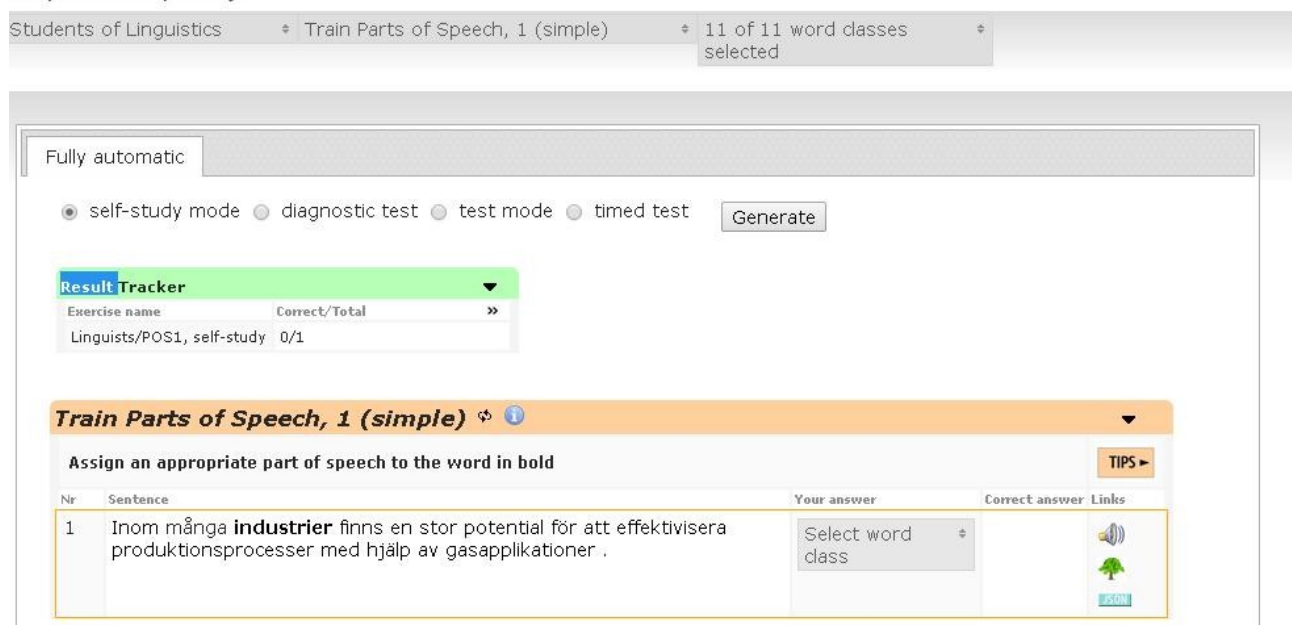 Students of Linguistics Train Parts of Speech, 1 (simple) 11 of 11 word classes
selected
Fully automatic
self-study mode diagnostic test test mode timed test Generate
Result Tracker
Exercise name Correct/Total »
Linguists/POS1, self-study 0/1
Train Parts of Speech, 1 (simple)
Assign an appropriate part of speech to the word in bold TIPS
Nr Sentence Your answer Correct answer Links
1 Inom många industrier finns en stor potential för att effektivisera Select word
produktionsprocesser med hjälp av gasapplikationer . class
JSON